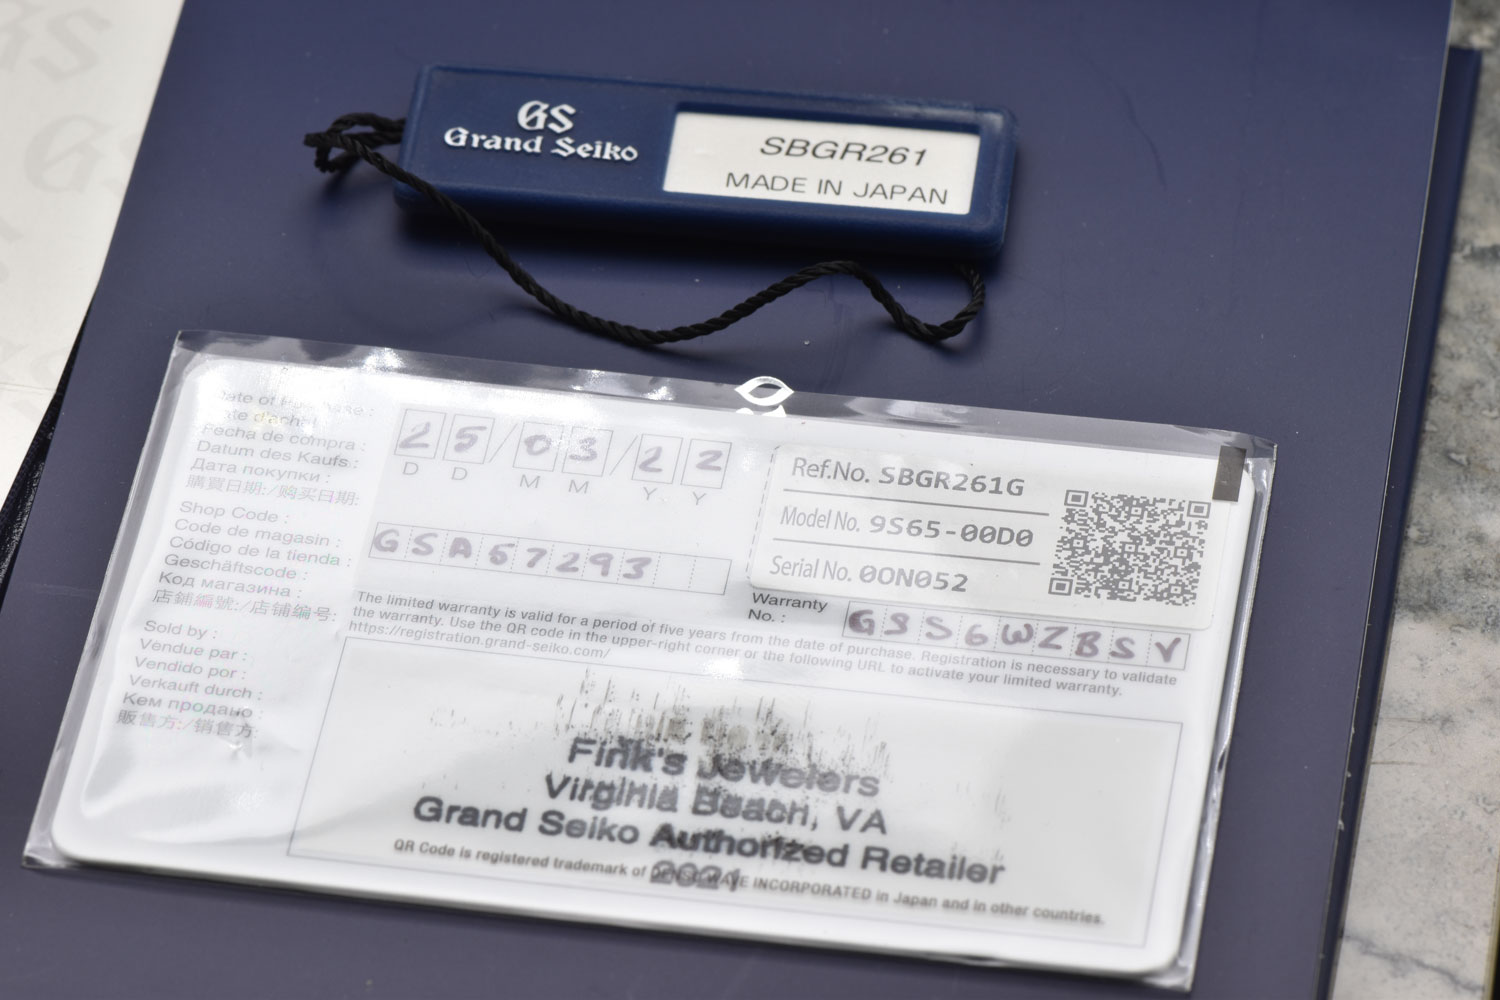 GS
Grand Seiko
SBGR261
MADE IN JAPAN
Date of Purchase :
Date d'achat
Fecha de compra :
Datum des Kaufs :
Дата покупки :
購買日期:/购买日期:
25/03/22
D D M M Y Y
Shop Code :
Code de magasin :
Código de la tienda :
Geschäftscode :
Код магазина :
店鋪編號:/店铺编号:
GSA67293
Ref.No. SBGR261G
Model No. 9S65-00D0
Serial No. 0ON052
Warranty
No. :
GSS6WZBSV
The limited warranty is valid for a period of five years from the date of purchase. Registration is necessary to validate
the warranty. Use the QR code in the upper-right corner or the following URL to activate your limited warranty.
https://registration.grand-seiko.com/
Sold by :
Vendue par :
Vendido por :
Verkauft durch :
Кем продано :
販售方:/销售方:
Fink's Jewelers
Virginia Beach, VA
Grand Seiko Authorized Retailer
2021
QR Code is registered trademark of DENSO WAVE INCORPORATED in Japan and in other countries.